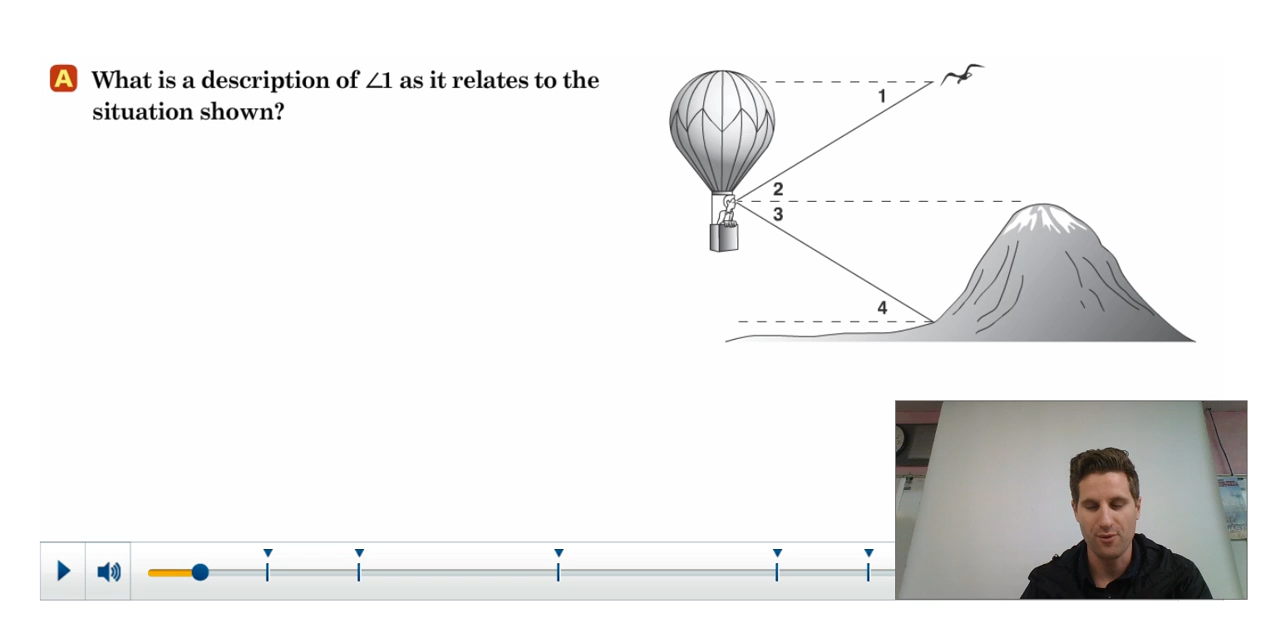 A What is a description of ∠1 as it relates to the
situation shown?
1
2
3
4